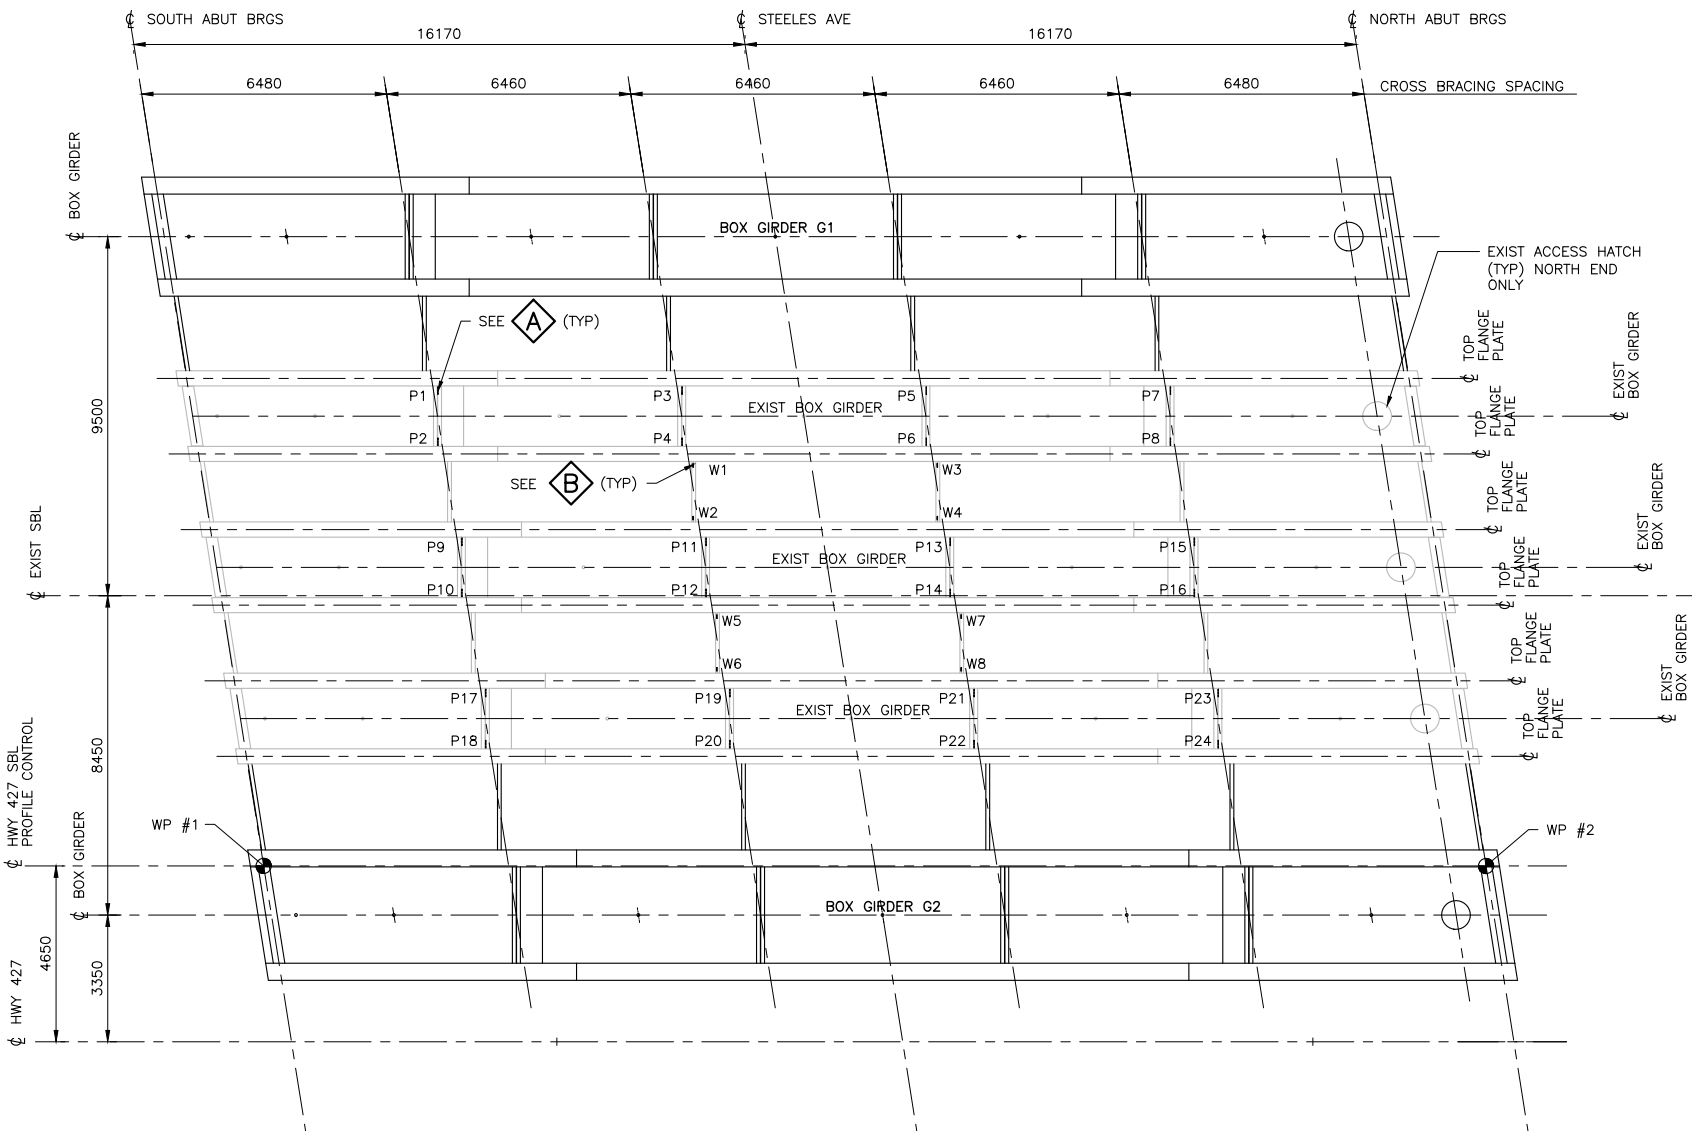 ℄ SOUTH ABUT BRGS
℄ STEELES AVE
℄ NORTH ABUT BRGS
16170
16170
6480
6460
6460
6460
6480
CROSS BRACING SPACING
℄ BOX GIRDER
BOX GIRDER G1
EXIST ACCESS HATCH
(TYP) NORTH END
ONLY
SEE A (TYP)
℄ TOP
FLANGE
PLATE
℄ EXIST
BOX GIRDER
P1
P3
P5
P7
EXIST BOX GIRDER
9500
P2
P4
P6
P8
℄ TOP
FLANGE
PLATE
SEE B (TYP)
W1
W3
W2
W4
℄ TOP
FLANGE
PLATE
℄ EXIST
BOX GIRDER
℄ EXIST SBL
P9
P11
P13
P15
EXIST BOX GIRDER
P10
P12
P14
P16
℄ TOP
FLANGE
PLATE
W5
W7
W6
W8
℄ TOP
FLANGE
PLATE
℄ EXIST
BOX GIRDER
P17
P19
P21
P23
EXIST BOX GIRDER
P18
P20
P22
P24
℄ TOP
FLANGE
PLATE
8450
℄ HWY 427 SBL
PROFILE CONTROL
WP #1
WP #2
℄ BOX GIRDER
BOX GIRDER G2
4650
3350
℄ HWY 427